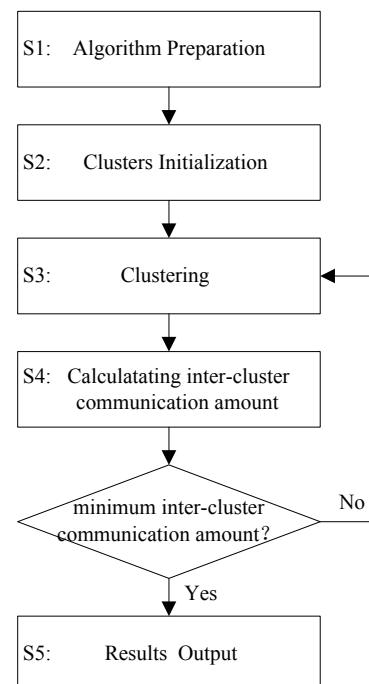 S1: Algorithm Preparation
S2: Clusters Initialization
S3: Clustering
S4: Calculatating inter-cluster
communication amount
minimum inter-cluster
communication amount?
No
Yes
S5: Results Output